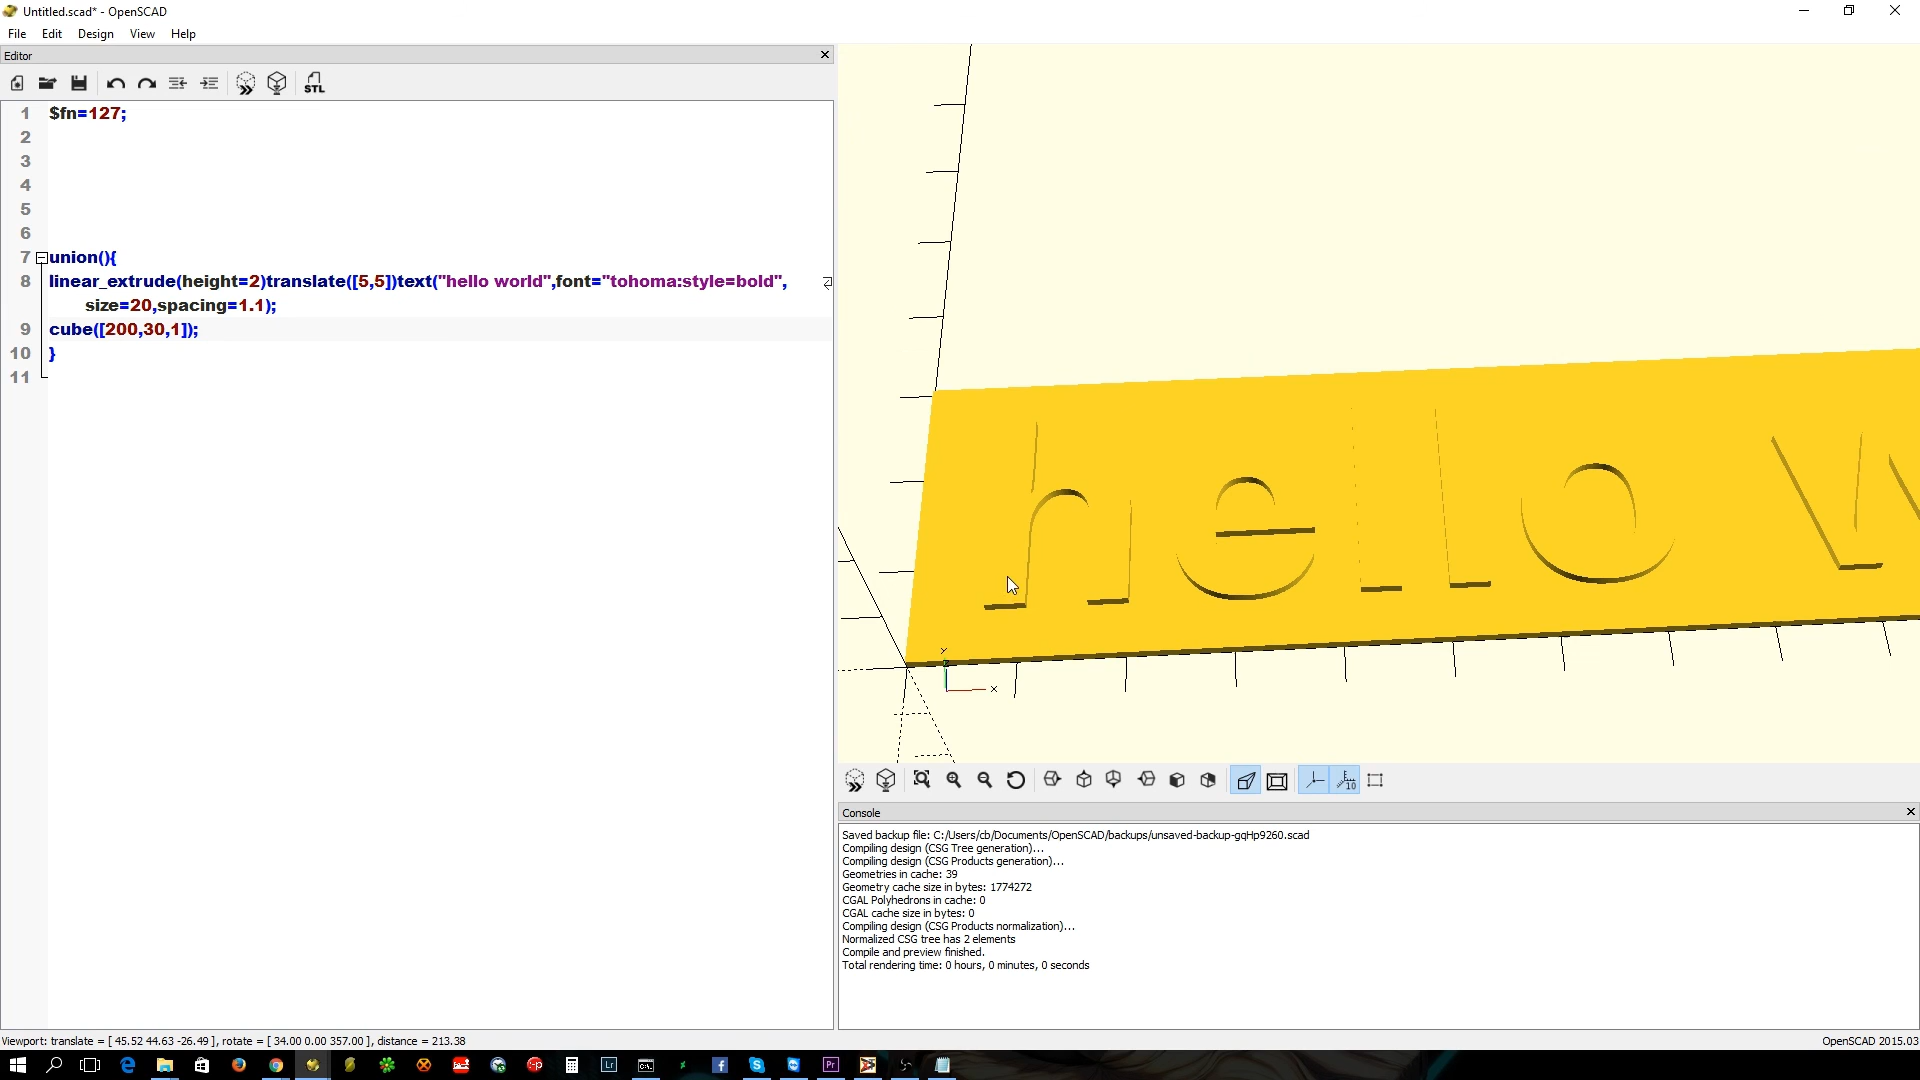 Untitled.scad* - OpenSCAD
File Edit Design View Help
Editor
STL
1 $fn=127;
2
3
4
5
6
7 union(){
8 linear_extrude(height=2)translate([5,5])text("hello world",font="tohoma:style=bold",
size=20,spacing=1.1);
9 cube([200,30,1]);
10 }
11
hello w
Y
x
10
Console
Saved backup file: C:/Users/cb/Documents/OpenSCAD/backups/unsaved-backup-gqHp9260.scad
Compiling design (CSG Tree generation)...
Compiling design (CSG Products generation)...
Geometries in cache: 39
Geometry cache size in bytes: 1774272
CGAL Polyhedrons in cache: 0
CGAL cache size in bytes: 0
Compiling design (CSG Products normalization)...
Normalized CSG tree has 2 elements
Compile and preview finished.
Total rendering time: 0 hours, 0 minutes, 0 seconds
Viewport: translate = [ 45.52 44.63 -26.49 ], rotate = [ 34.00 0.00 357.00 ], distance = 213.38
OpenSCAD 2015.03
Lr
C:\.
Pr